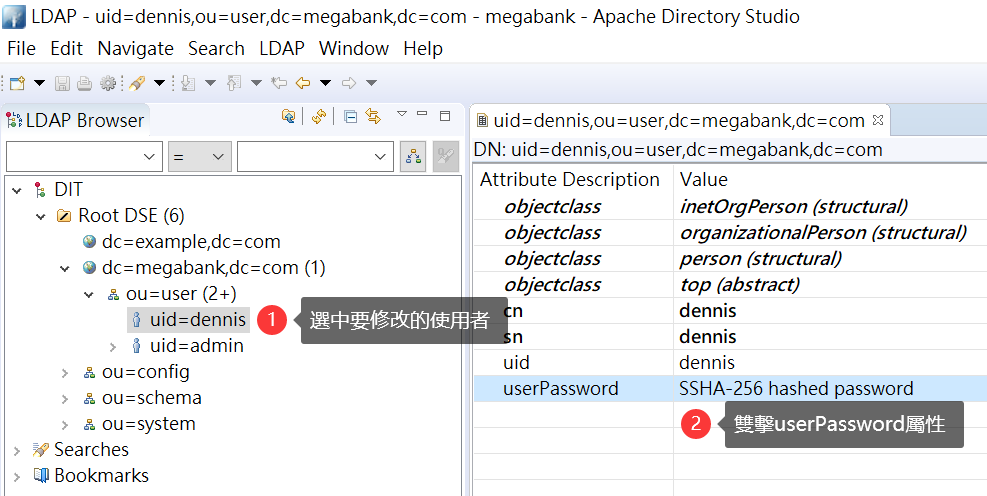 LDAP - uid=dennis,ou=user,dc=megabank,dc=com - megabank - Apache Directory Studio
File Edit Navigate Search LDAP Window Help
LDAP Browser
=
DIT
Root DSE (6)
dc=example,dc=com
dc=megabank,dc=com (1)
ou=user (2+)
uid=dennis
1 選中要修改的使用者
uid=admin
ou=config
ou=schema
ou=system
Searches
Bookmarks
uid=dennis,ou=user,dc=megabank,dc=com
DN: uid=dennis,ou=user,dc=megabank,dc=com
Attribute Description Value
objectclass inetOrgPerson (structural)
objectclass organizationalPerson (structural)
objectclass person (structural)
objectclass top (abstract)
cn dennis
sn dennis
uid dennis
userPassword SSHA-256 hashed password
2 雙擊userPassword屬性